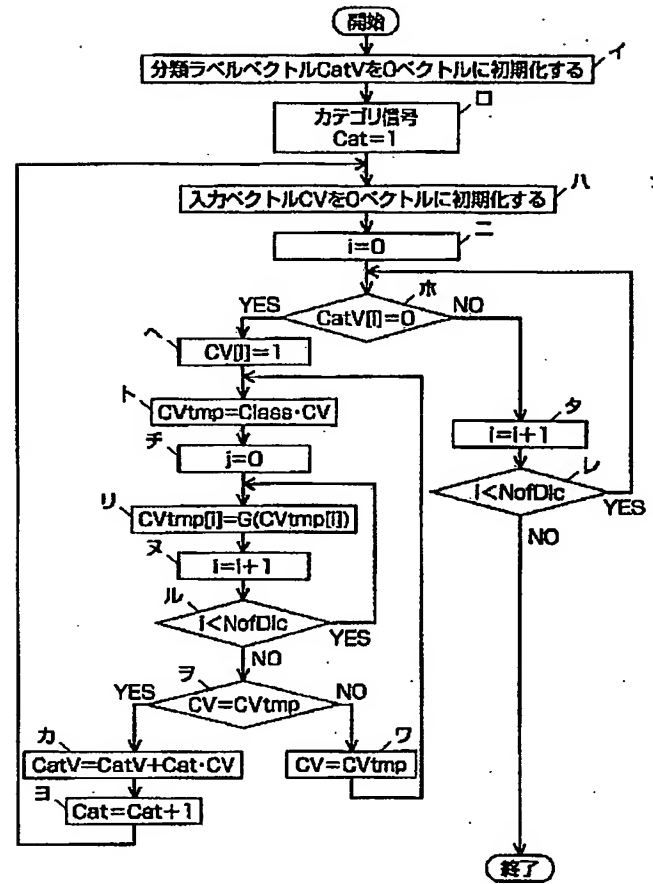 開始
分類ラベルベクトルCatVを0ベクトルに初期化する
イ
カテゴリ信号
Cat=1
ロ
入力ベクトルCVを0ベクトルに初期化する
ハ
i=0
ニ
CatV[i]=0
ホ
YES
NO
CV[i]=1
ヘ
CVtmp=Class・CV
ト
j=0
チ
CVtmp[i]=G(CVtmp[i])
リ
i=i+1
ヌ
i<NofDic
ル
YES
NO
CV=CVtmp
ヲ
YES
NO
CatV=CatV+Cat・CV
カ
CV=CVtmp
ワ
Cat=Cat+1
ヨ
i=i+1
タ
i<NofDic
レ
YES
NO
終了